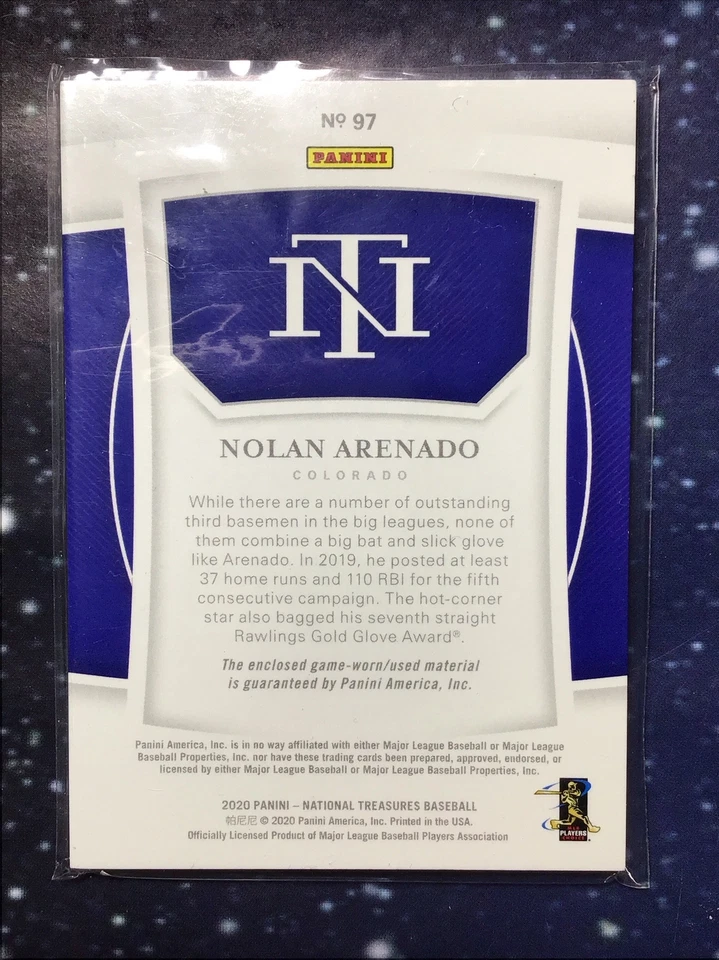 Nº 97
PANINI
NT
NOLAN ARENADO
COLORADO
While there are a number of outstanding
third basemen in the big leagues, none of
them combine a big bat and slick glove
like Arenado. In 2019, he posted at least
37 home runs and 110 RBI for the fifth
consecutive campaign. The hot-corner
star also bagged his seventh straight
Rawlings Gold Glove Award®.
The enclosed game-worn/used material
is guaranteed by Panini America, Inc.
Panini America, Inc. is in no way affiliated with either Major League Baseball or Major League
Baseball Properties, Inc. nor have these trading cards been prepared, approved, endorsed, or
licensed by either Major League Baseball or Major League Baseball Properties, Inc.
2020 PANINI – NATIONAL TREASURES BASEBALL
帕尼尼 © 2020 Panini America, Inc. Printed in the USA.
Officially Licensed Product of Major League Baseball Players Association
MLB
PLAYERS
CHOICE